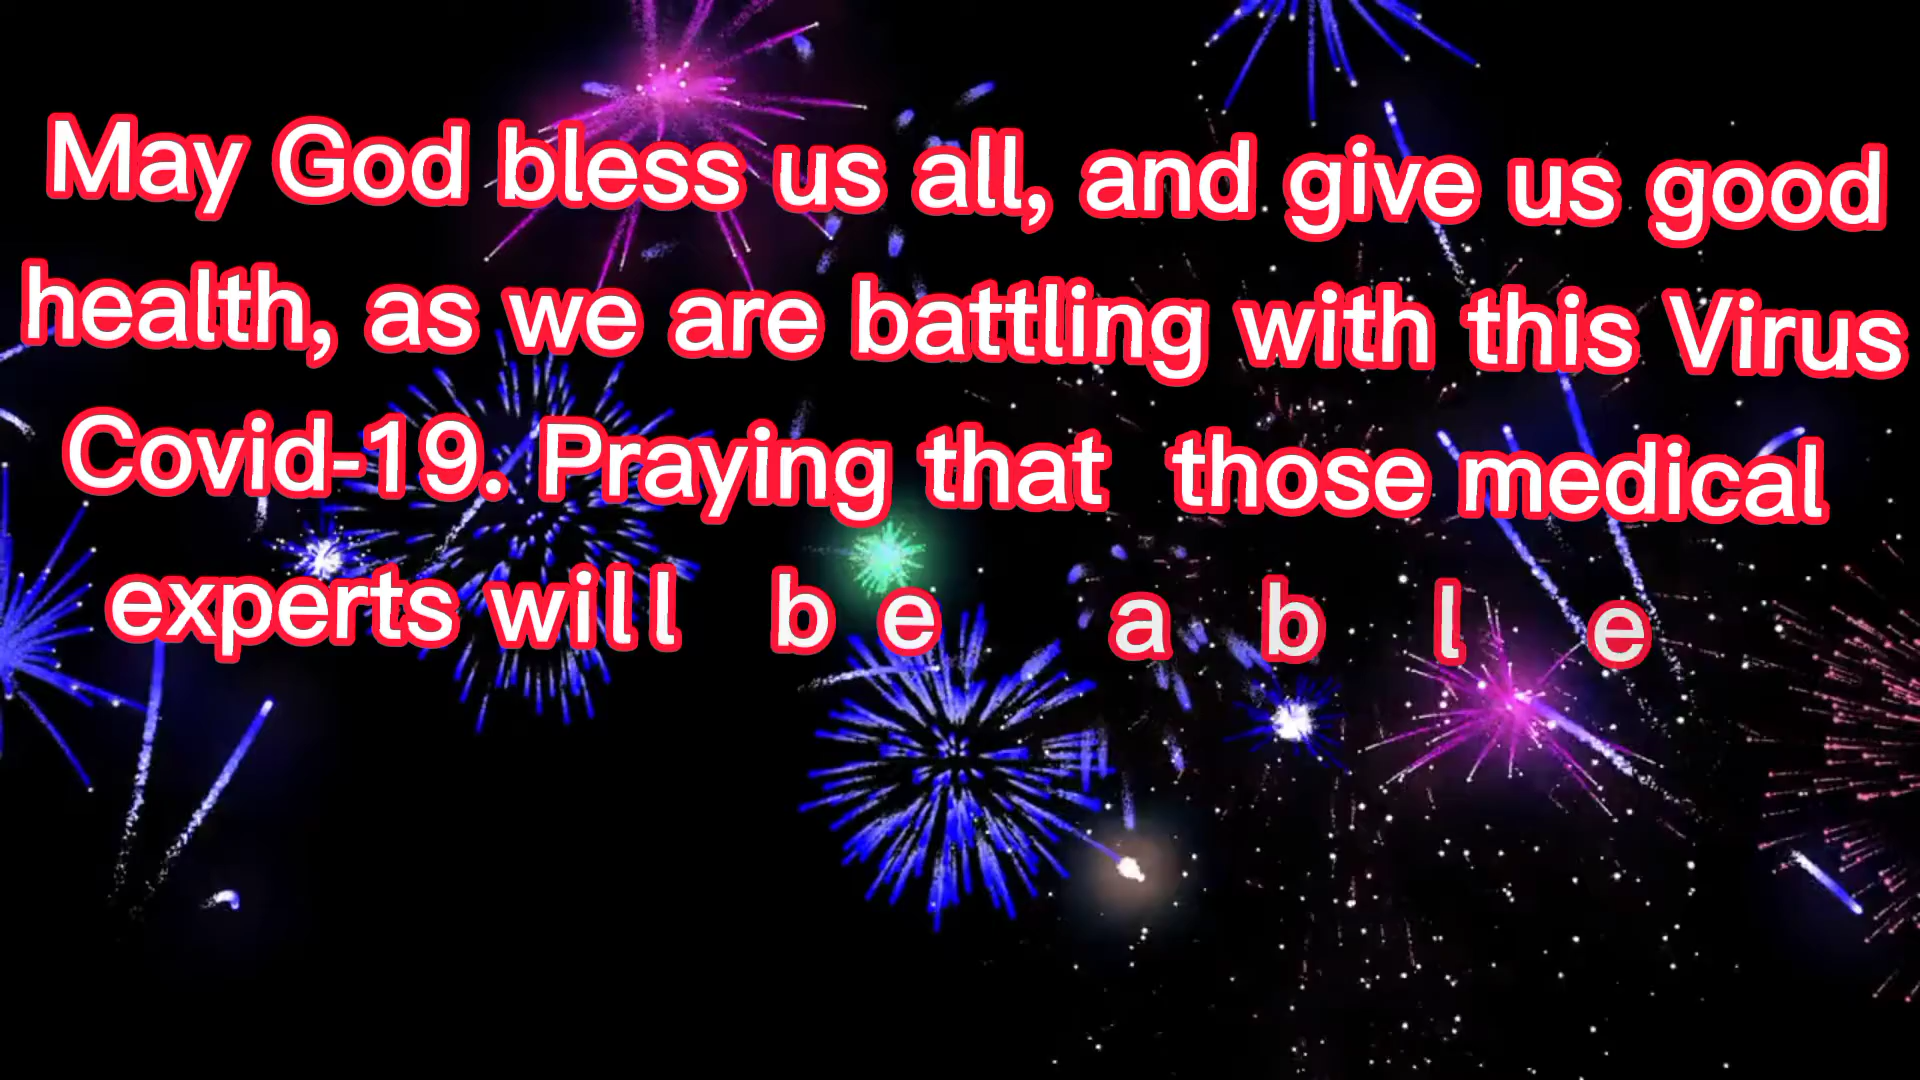 May God bless us all, and give us good
health, as we are battling with this Virus
Covid-19. Praying that those medical
experts will be able